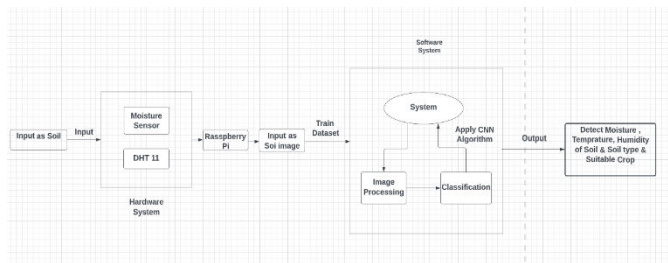 Software
System
Input as Soil
Input
Moisture
Sensor
DHT 11
Hardware
System
Rasspberry
Pi
Input as
Soi image
Train
Dataset
System
Apply CNN
Algorithm
Image
Processing
Classification
Output
Detect Moisture ,
Temprature, Humidity
of Soil & Soil type &
Suitable Crop